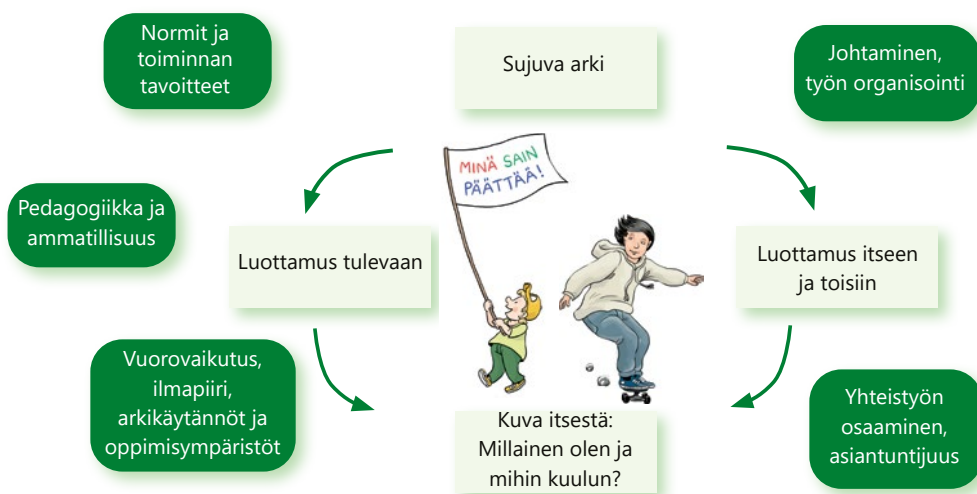 Normit ja
toiminnan
tavoitteet
Sujuva arki
Johtaminen,
työn organisointi
MINÄ SAIN
PÄÄTTÄÄ!
Pedagogiikka ja
ammatillisuus
Luottamus tulevaan
Luottamus itseen
ja toisiin
Vuorovaikutus,
ilmapiiri,
arkikäytännöt ja
oppimisympäristöt
Kuva itsestä:
Millainen olen ja
mihin kuulun?
Yhteistyön
osaaminen,
asiantuntijuus